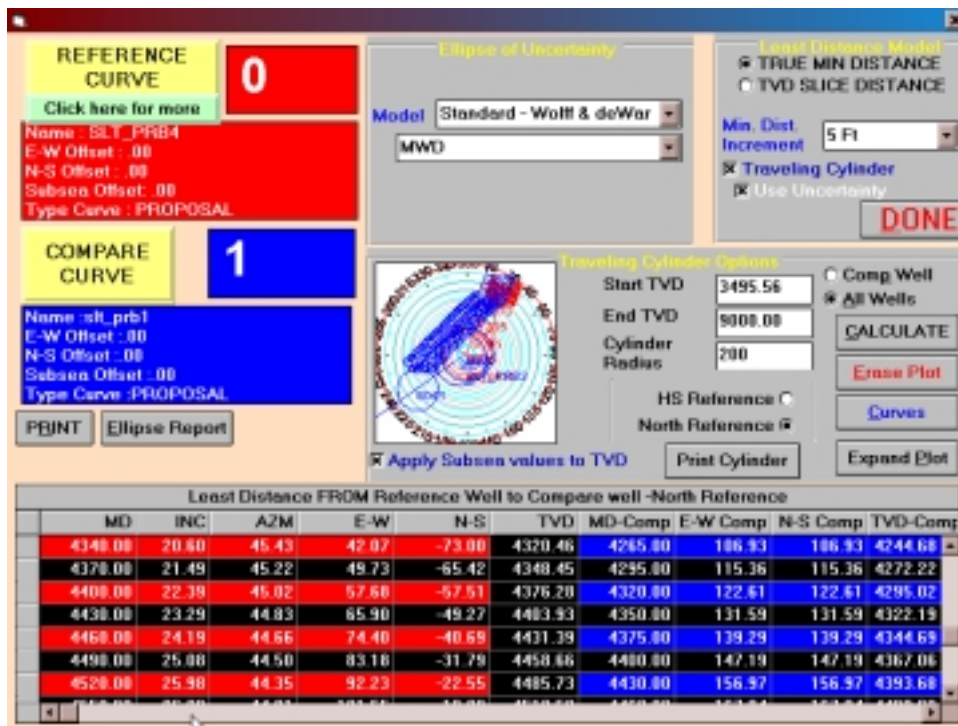 REFERENCE
CURVE
0
Click here for more
Name : SLT_PRB4
E-W Offset : .00
N-S Offset : .00
Subsea Offset: .00
Type Curve : PROPOSAL
COMPARE
CURVE
1
Name :slt_prb1
E-W Offset :.00
N-S Offset :.00
Subsea Offset :.00
Type Curve :PROPOSAL
PRINT Ellipse Report
Ellipse of Uncertainty
Model Standard - Wolff & deWar
MWD
Least Distance Model
TRUE MIN DISTANCE
TVD SLICE DISTANCE
Min. Dist.
Increment 5 Ft
Traveling Cylinder
Use Uncertainty
DONE
Traveling Cylinder Options
Start TVD 3495.56
End TVD 9000.00
Cylinder
Radius 200
HS Reference
North Reference
Comp Well
All Wells
CALCULATE
Erase Plot
Curves
Expand Plot
Apply Subsea values to TVD
Print Cylinder
Least Distance FROM Reference Well to Compare well -North Reference
MD INC AZM E-W N-S TVD MD-Comp E-W Comp N-S Comp TVD-Comp
4340.00 20.60 45.43 42.07 -73.08 4320.46 4265.00 106.93 106.93 4244.68
4370.00 21.49 45.22 49.73 -65.42 4348.45 4295.00 115.36 115.36 4272.22
4400.00 22.39 45.02 57.60 -57.51 4376.28 4320.00 122.61 122.61 4295.02
4430.00 23.29 44.83 65.90 -49.27 4403.93 4350.00 131.59 131.59 4322.19
4460.00 24.19 44.66 74.40 -40.69 4431.39 4375.00 139.29 139.29 4344.69
4490.00 25.08 44.50 83.18 -31.79 4458.66 4400.00 147.19 147.19 4367.06
4520.00 25.98 44.35 92.23 -22.55 4485.73 4430.00 156.97 156.97 4393.68